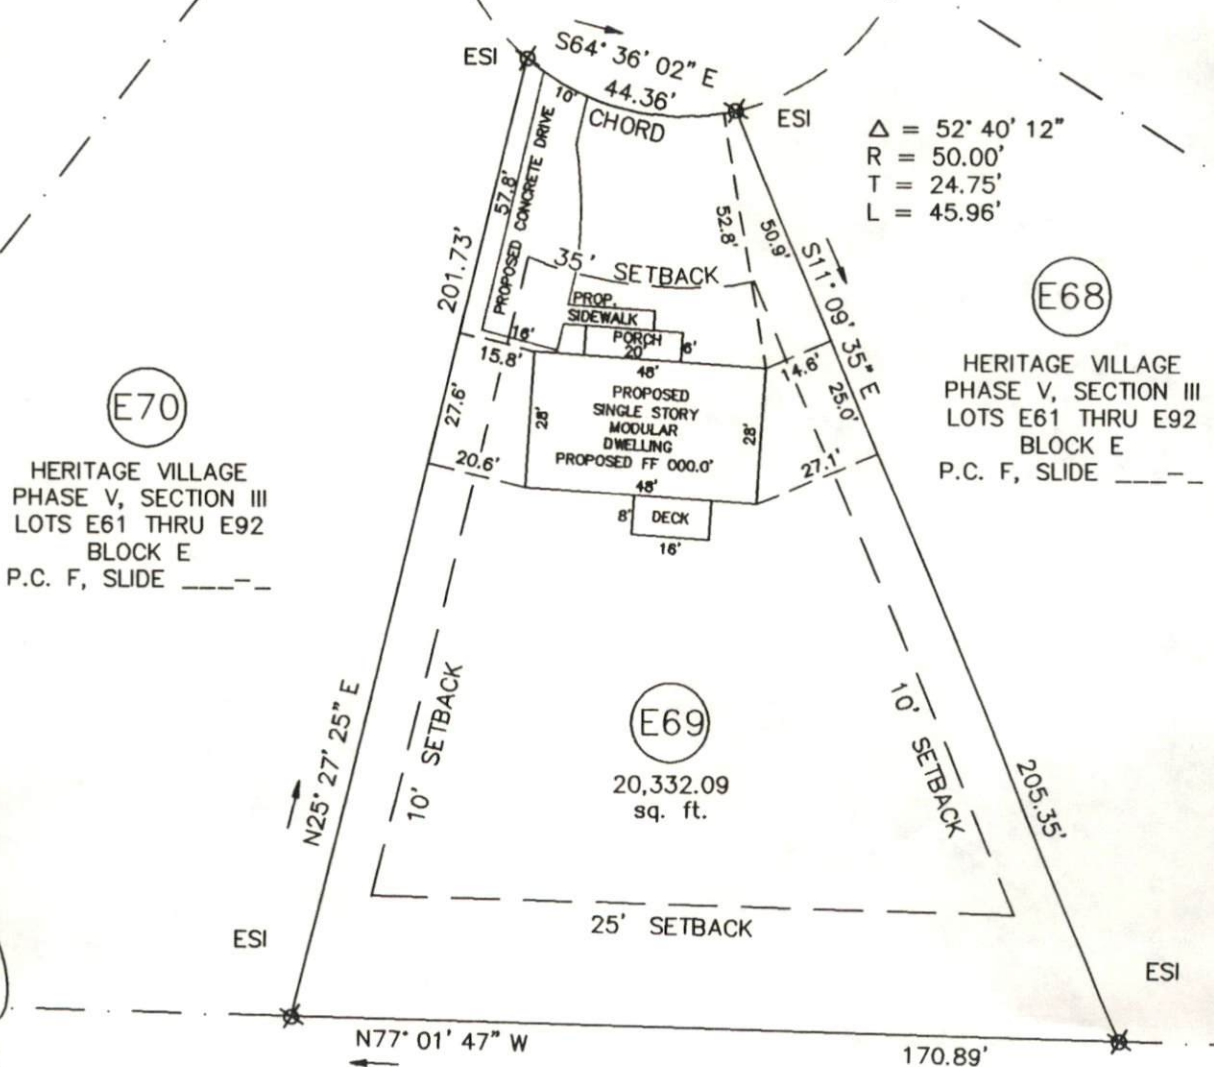 ESI
S64° 36' 02" E
44.36'
CHORD
ESI
Δ = 52° 40' 12"
R = 50.00'
T = 24.75'
L = 45.96'
10'
PROPOSED CONCRETE DRIVE
57.8'
201.73'
52.8'
50.9'
S11° 09' 35" E
35' SETBACK
PROP.
SIDEWALK
PORCH
20'
6'
16'
15.8'
48'
14.6'
25.0'
27.6'
28'
PROPOSED
SINGLE STORY
MODULAR
DWELLING
PROPOSED FF 000.0'
28'
20.6'
48'
27.1'
8'
DECK
16'
E70
HERITAGE VILLAGE
PHASE V, SECTION III
LOTS E61 THRU E92
BLOCK E
P.C. F, SLIDE ___-_
E68
HERITAGE VILLAGE
PHASE V, SECTION III
LOTS E61 THRU E92
BLOCK E
P.C. F, SLIDE ___-_
N25° 27' 25" E
10' SETBACK
E69
20,332.09
sq. ft.
10' SETBACK
205.35'
25' SETBACK
ESI
ESI
N77° 01' 47" W
170.89'